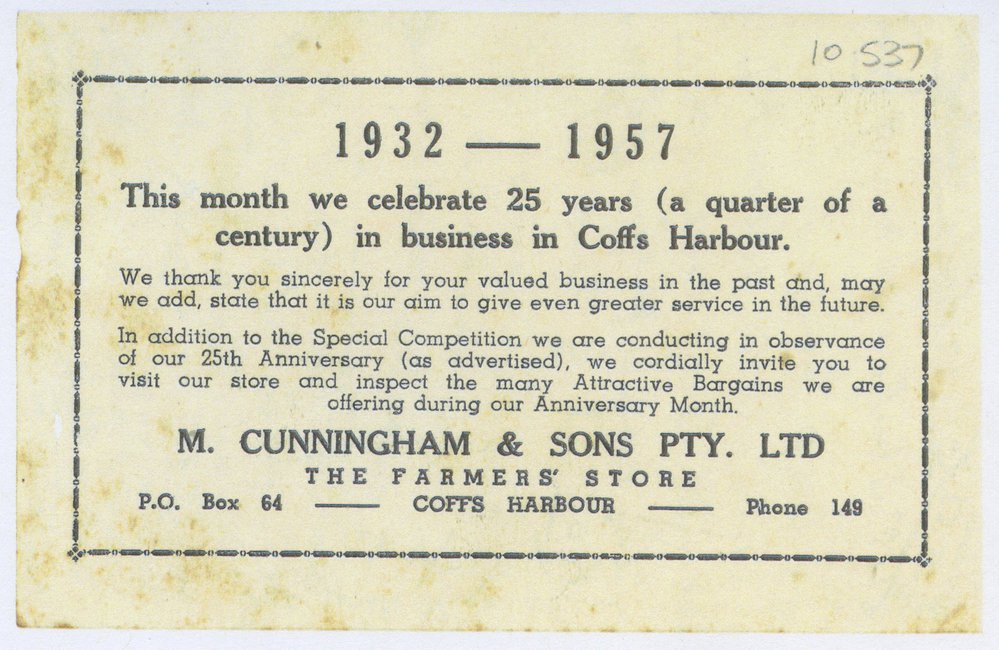 10.537
1932 — 1957
This month we celebrate 25 years (a quarter of a
century) in business in Coffs Harbour.
We thank you sincerely for your valued business in the past and, may
we add, state that it is our aim to give even greater service in the future.
In addition to the Special Competition we are conducting in observance
of our 25th Anniversary (as advertised), we cordially invite you to
visit our store and inspect the many Attractive Bargains we are
offering during our Anniversary Month.
M. CUNNINGHAM & SONS PTY. LTD
THE FARMERS' STORE
P.O. Box 64 — COFFS HARBOUR — Phone 149